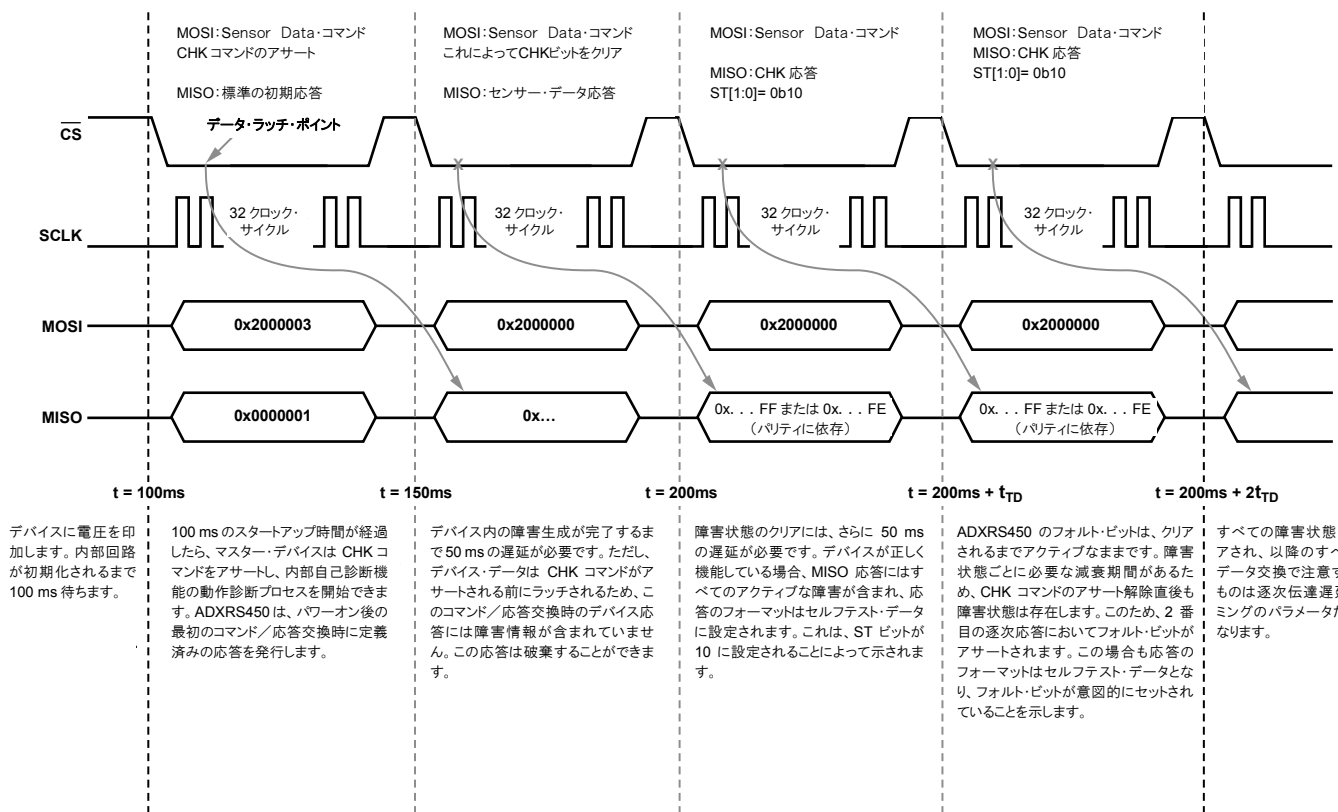 MOSI:Sensor Data・コマンド
CHK コマンドのアサート
MISO:標準の初期応答
MOSI:Sensor Data・コマンド
これによってCHKビットをクリア
MISO:センサー・データ応答
MOSI:Sensor Data・コマンド
MISO:CHK 応答
ST[1:0]= 0b10
MOSI:Sensor Data・コマンド
MISO:CHK 応答
ST[1:0]= 0b10
データ・ラッチ・ポイント
CS
X
X
X
SCLK
32 クロック・
サイクル
32 クロック・
サイクル
32 クロック・
サイクル
32 クロック・
サイクル
MOSI
0x2000003
0x2000000
0x2000000
0x2000000
MISO
0x0000001
0x…
0x. . . FF または 0x. . . FE
(パリティに依存)
0x. . . FF または 0x. . . FE
(パリティに依存)
t = 100ms
t = 150ms
t = 200ms
t = 200ms + tTD
t = 200ms + 2tTD
デバイスに電圧を印
加します。内部回路
が初期化されるまで
100 ms 待ちます。
100 ms のスタートアップ時間が経過
したら、マスター・デバイスは CHK コ
マンドをアサートし、内部自己診断機
能の動作診断プロセスを開始できま
す。ADXRS450 は、パワーオン後の
最初のコマンド／応答交換時に定義
済みの応答を発行します。
デバイス内の障害生成が完了するま
で 50 ms の遅延が必要です。ただし、
デバイス・データは CHK コマンドがア
サートされる前にラッチされるため、こ
のコマンド／応答交換時のデバイス応
答には障害情報が含まれていませ
ん。この応答は破棄することができま
す。
障害状態のクリアには、さらに 50 ms
の遅延が必要です。デバイスが正しく
機能している場合、MISO 応答にはす
べてのアクティブな障害が含まれ、応
答のフォーマットはセルフテスト・データ
に設定されます。これは、ST ビットが
10 に設定されることによって示されま
す。
ADXRS450 のフォルト・ビットは、クリア
されるまでアクティブなままです。障害
状態ごとに必要な減衰期間があるた
め、CHK コマンドのアサート解除直後も
障害状態は存在します。このため、2 番
目の逐次応答においてフォルト・ビットが
アサートされます。この場合も応答の
フォーマットはセルフテスト・データとな
り、フォルト・ビットが意図的にセットされ
ていることを示します。
すべての障害状態
アされ、以降のすべ
データ交換で注意す
ものは逐次伝達遅
ミングのパラメータ
なります。